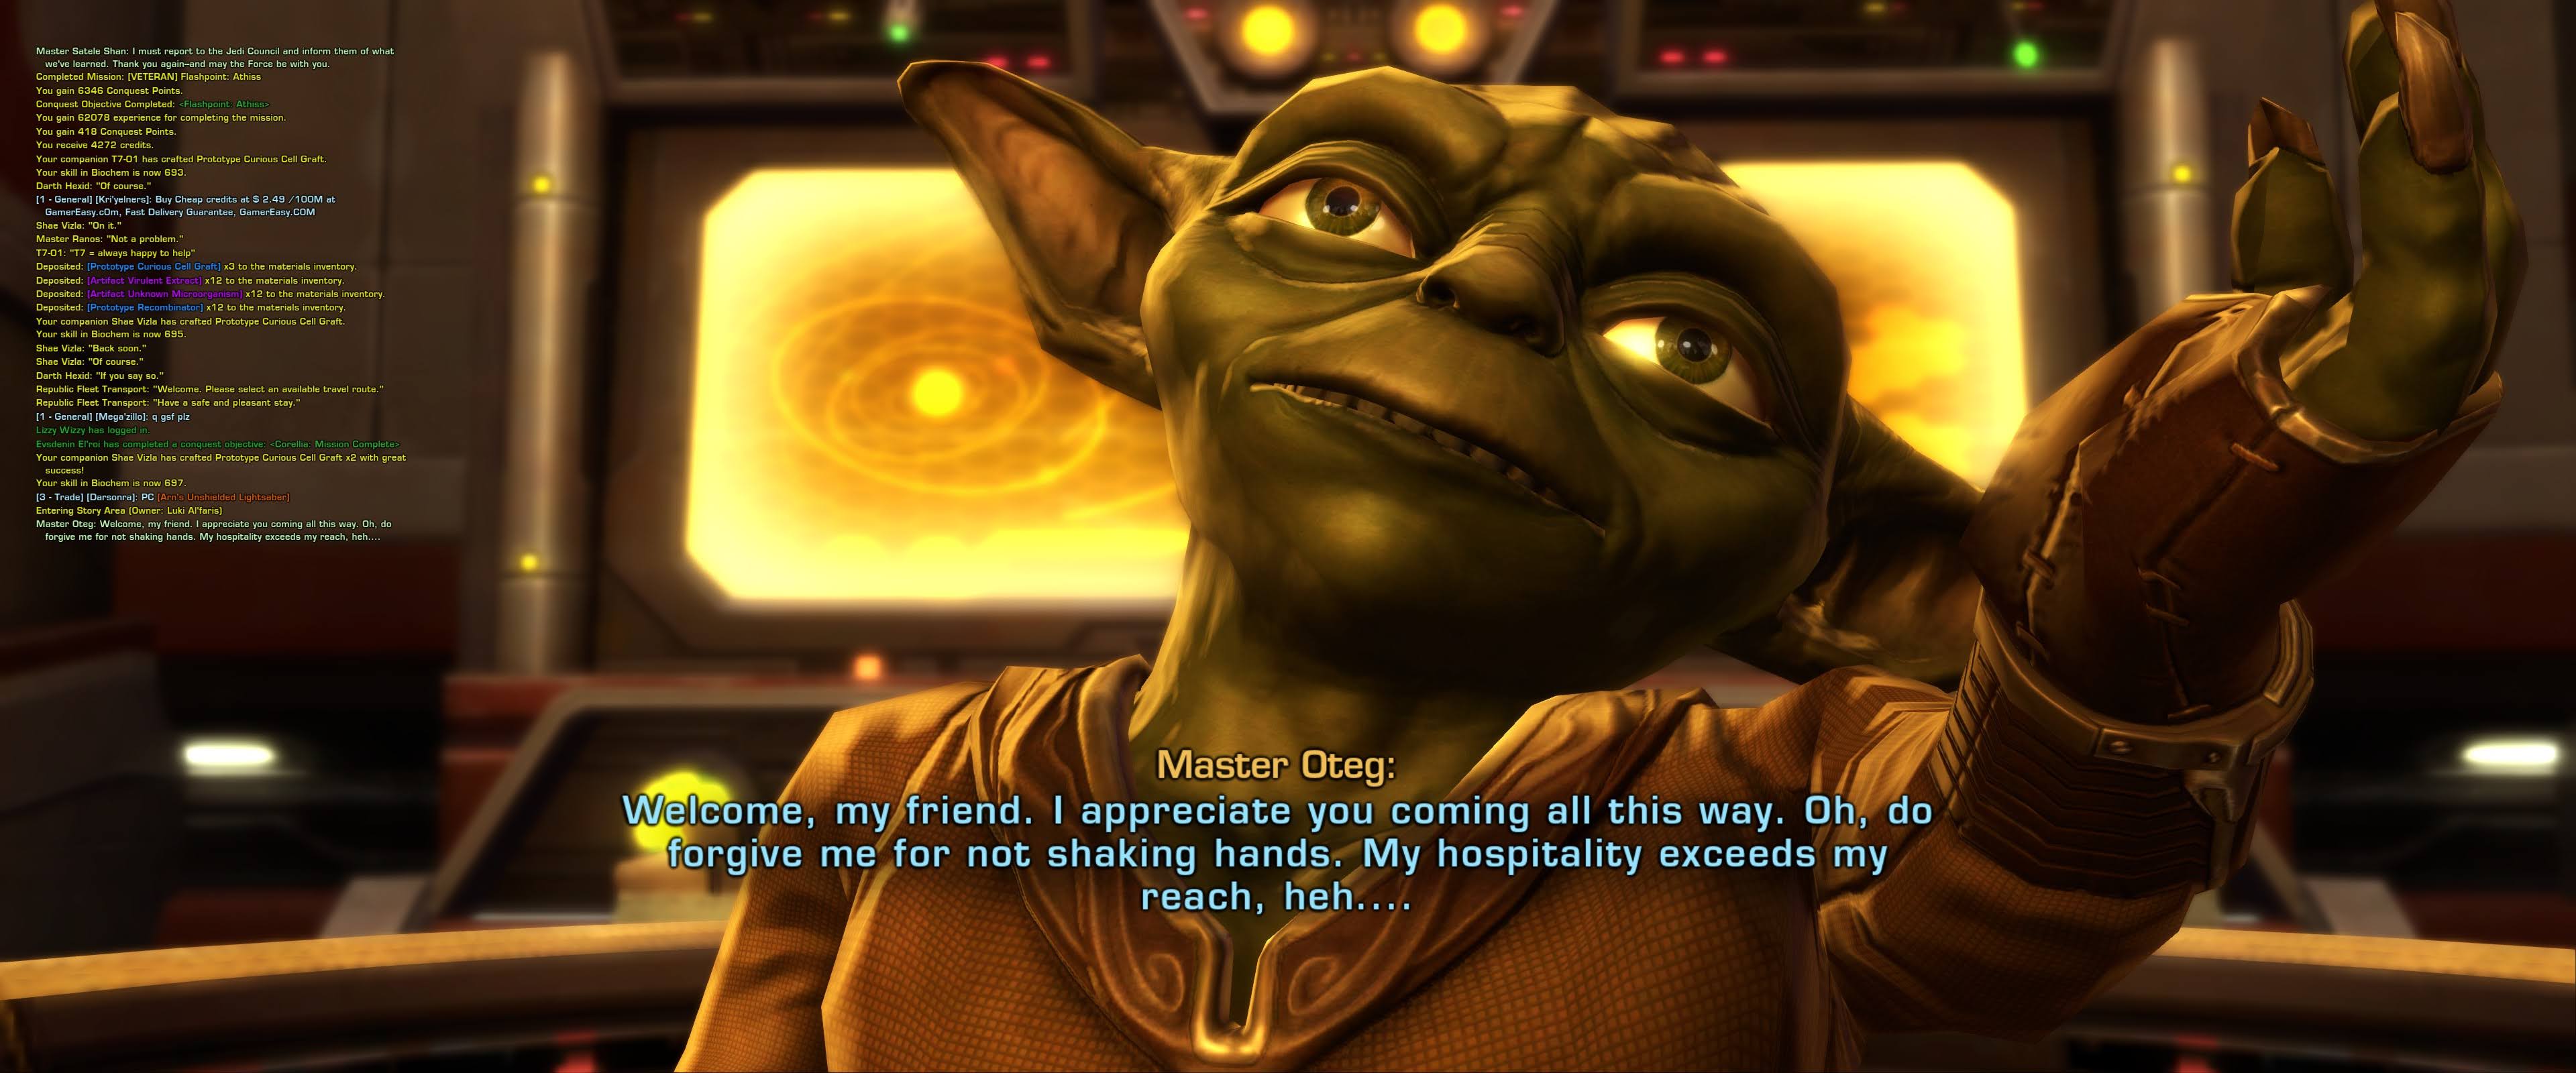 Master Satele Shan: I must report to the Jedi Council and inform them of what
we've learned. Thank you again—and may the Force be with you.
Completed Mission: [VETERAN] Flashpoint: Athiss
You gain 6346 Conquest Points.
Conquest Objective Completed: <Flashpoint: Athiss>
You gain 62078 experience for completing the mission.
You gain 418 Conquest Points.
You receive 4272 credits.
Your companion T7-O1 has crafted Prototype Curious Cell Graft.
Your skill in Biochem is now 693.
Darth Hexid: "Of course."
[1 - General] [Kri'yelners]: Buy Cheap credits at $ 2.49 /100M at
GamerEasy.cOm, Fast Delivery Guarantee, GamerEasy.COM
Shae Vizla: "On it."
Master Ranos: "Not a problem."
T7-O1: "T7 = always happy to help"
Deposited: [Prototype Curious Cell Graft] x3 to the materials inventory.
Deposited: [Artifact Virulent Extract] x12 to the materials inventory.
Deposited: [Artifact Unknown Microorganism] x12 to the materials inventory.
Deposited: [Prototype Recombinator] x12 to the materials inventory.
Your companion Shae Vizla has crafted Prototype Curious Cell Graft.
Your skill in Biochem is now 695.
Shae Vizla: "Back soon."
Shae Vizla: "Of course."
Darth Hexid: "If you say so."
Republic Fleet Transport: "Welcome. Please select an available travel route."
Republic Fleet Transport: "Have a safe and pleasant stay."
[1 - General] [Mega'zillo]: q gsf plz
Lizzy Wizzy has logged in.
Evsdenin El'roi has completed a conquest objective: <Corellia: Mission Complete>
Your companion Shae Vizla has crafted Prototype Curious Cell Graft x2 with great
success!
Your skill in Biochem is now 697.
[3 - Trade] [Darsonra]: PC [Arn's Unshielded Lightsaber]
Entering Story Area (Owner: Luki Al'faris)
Master Oteg: Welcome, my friend. I appreciate you coming all this way. Oh, do
forgive me for not shaking hands. My hospitality exceeds my reach, heh....
Master Oteg:
Welcome, my friend. I appreciate you coming all this way. Oh, do
forgive me for not shaking hands. My hospitality exceeds my
reach, heh....